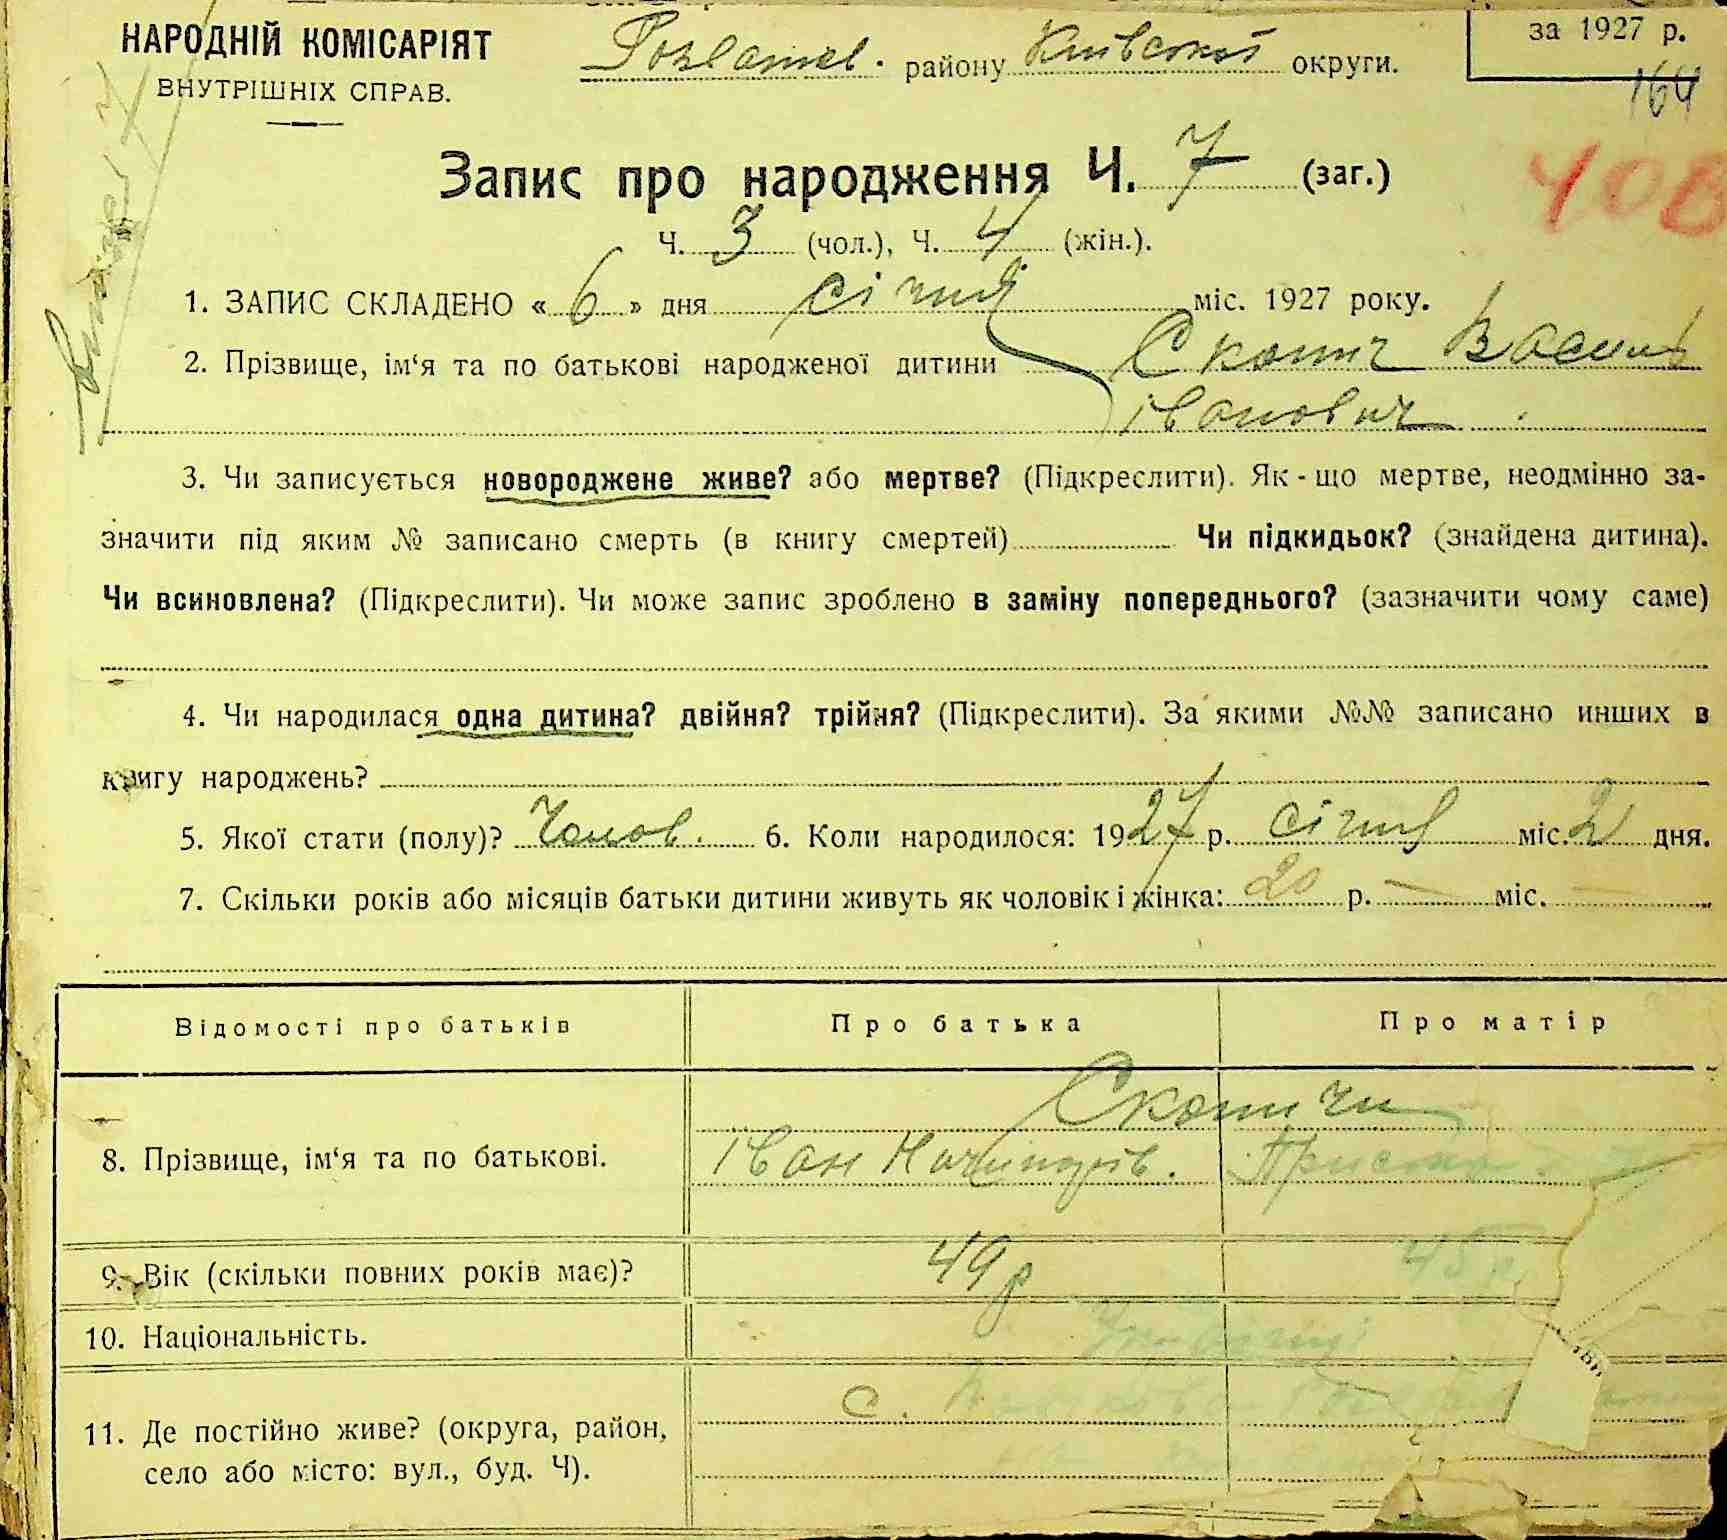 НАРОДНІЙ КОМІСАРІЯТ
ВНУТРІШНІХ СПРАВ.
району Київської округи.
за 1927 р.
164
408
Запис про народження Ч. 7 (заг.)
Ч. 3 (чол.), Ч. 4 (жін.).
1. ЗАПИС СКЛАДЕНО « 6 » дня січня міс. 1927 року.
2. Прізвище, ім‘я та по батькові народженої дитини Скопич Василь
Іванович
3. Чи записується новороджене живе? або мертве? (Підкреслити). Як-що мертве, неодмінно за-
значити під яким № записано смерть (в книгу смертей) Чи підкидьок? (знайдена дитина).
Чи всиновлена? (Підкреслити). Чи може запис зроблено в заміну попереднього? (зазначити чому саме)
4. Чи народилася одна дитина? двійня? трійня? (Підкреслити). За якими №№ записано инших в
книгу народжень?
5. Якої стати (полу)? Чолов. 6. Коли народилося: 1927 р. січня міс. 2 дня.
7. Скільки років або місяців батьки дитини живуть як чоловік і жінка: 20 р. — міс. —
Відомості про батьків Про батька Про матір
Скопичи
8. Прізвище, ім‘я та по батькові. Іван Ничипорів.
9. Вік (скільки повних років має)? 49 р 45 р.
10. Національність. Українці
с.
11. Де постійно живе? (округа, район,
село або місто: вул., буд. Ч).